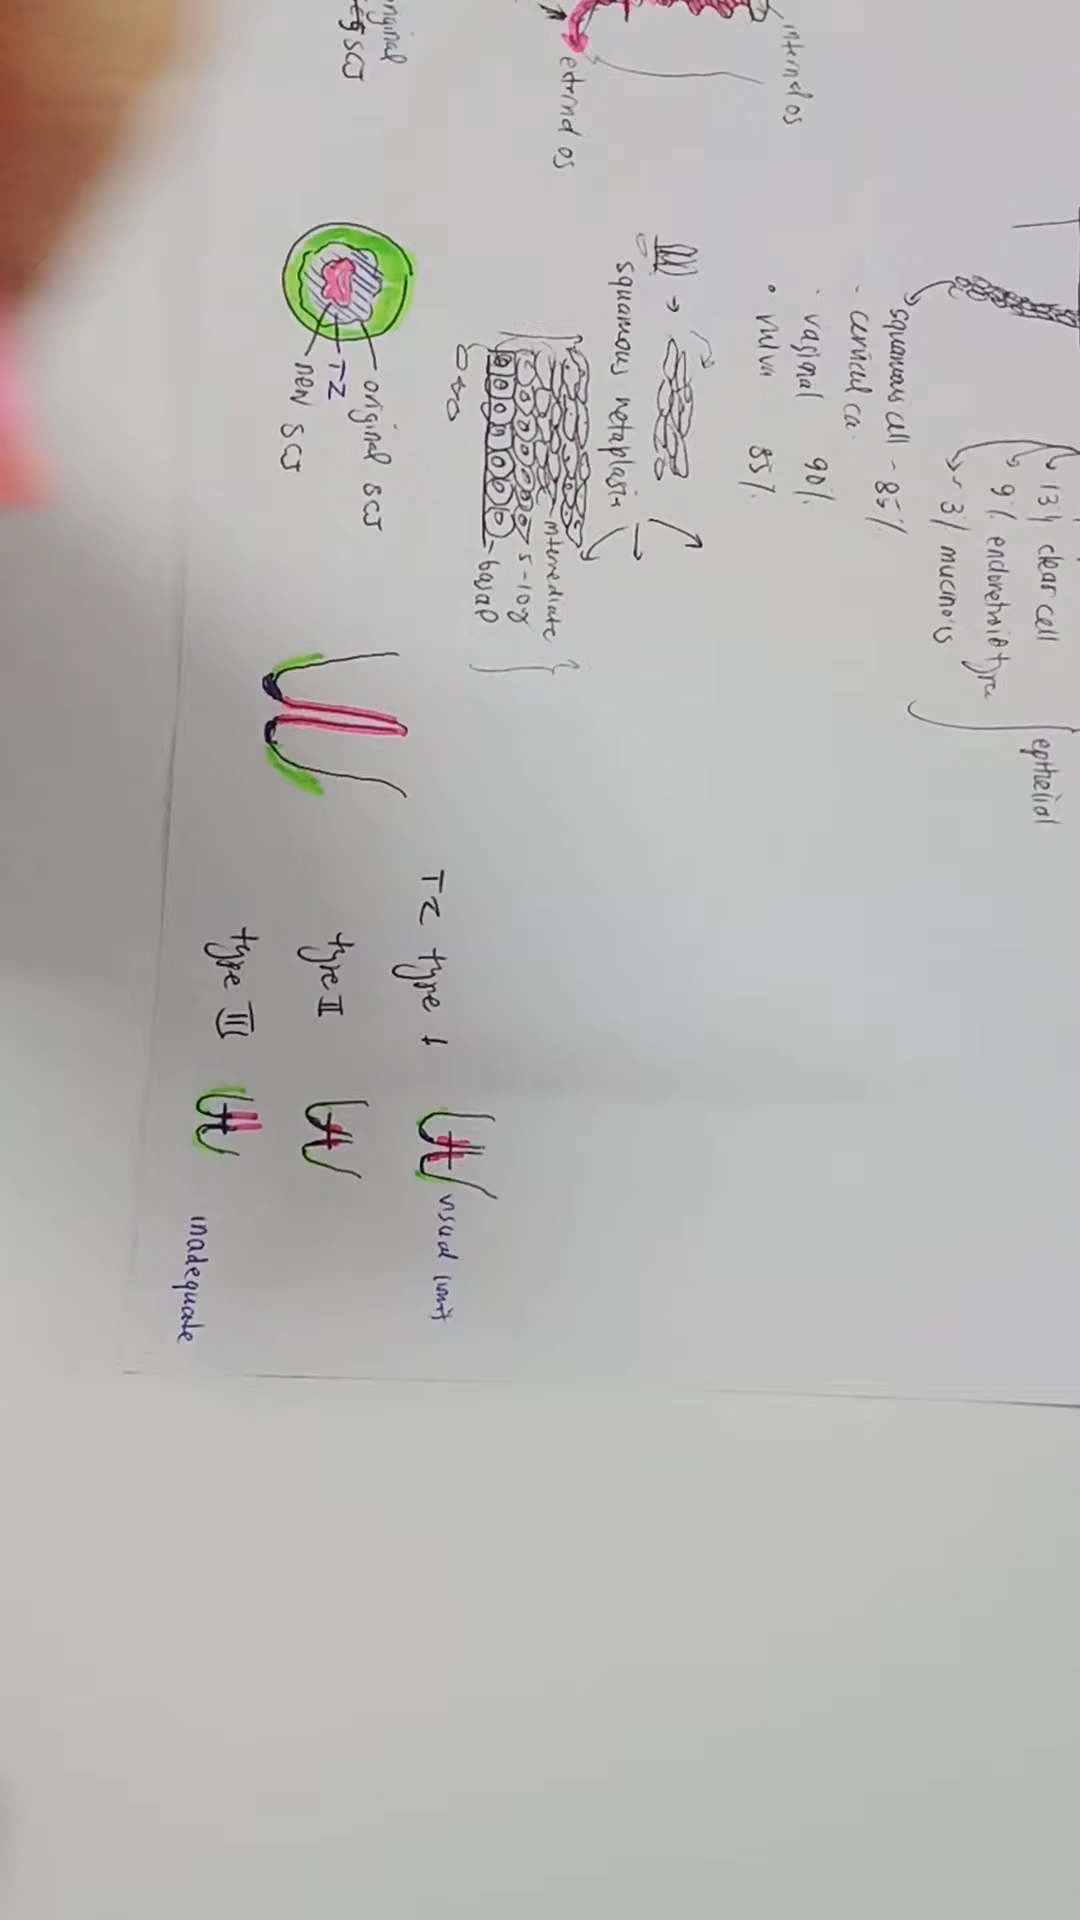 13% clear cell
9% endometrioid type
~3% mucinous
epithelial
squamous cell - 85%
cervical ca.
vaginal 90%
vulva 85%
internal os
external os
squamous metaplasia
intermediate
basal
original
SCJ
original SCJ
TZ
new SCJ
TZ type I
visual limit
type II
type III
inadequate